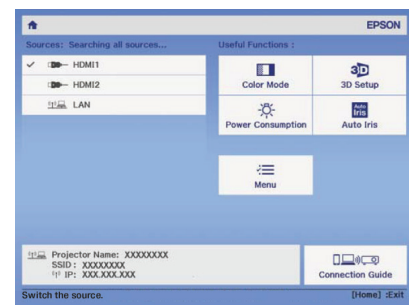 EPSON
Sources: Searching all sources...
Useful Functions :
HDMI1
HDMI2
LAN
Color Mode
3D
3D Setup
Power Consumption
Auto
Iris
Auto Iris
Menu
Projector Name: XXXXXXXX
SSID : XXXXXXXX
IP: XXX.XXX.XXX
Connection Guide
Switch the source.
[Home] :Exit